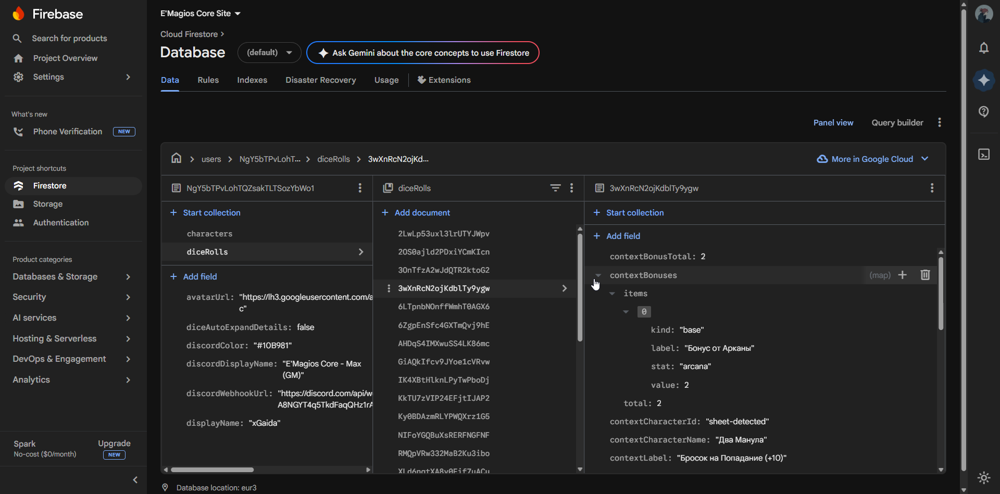 Firebase
Search for products
Project Overview
Settings
What's new
Phone Verification NEW
Project shortcuts
Firestore
Storage
Authentication
Product categories
Databases & Storage
Security
AI services
Hosting & Serverless
DevOps & Engagement
Analytics
Spark
No-cost ($0/month)
Upgrade
NEW
E'Magios Core Site
Cloud Firestore
Database
(default)
Ask Gemini about the core concepts to use Firestore
Data Rules Indexes Disaster Recovery Usage Extensions
Panel view Query builder
users NgY5bTPvLohT... diceRolls 3wXnRcN2ojKd...
More in Google Cloud
NgY5bTPvLohTQZsakTLTSozYbWo1
Start collection
characters
diceRolls
Add field
avatarUrl: "https://lh3.googleusercontent.com/a
c"
diceAutoExpandDetails: false
discordColor: "#10B981"
discordDisplayName: "E'Magios Core - Max
(GM)"
discordWebhookUrl: "https://discord.com/api/w
A8NGYT4q5TkdFaqQHz1rA
displayName: "xGaida"
diceRolls
Add document
2LwLp53uxl3lrUTYJWpv
2OS0ajld2PDxiYCmKIcn
3OnTfzA2wJdQTR2ktoG2
3wXnRcN2ojKdblTy9ygw
6LTpnbNOnffWmhT0AGX6
6ZgpEnSfc4GXTmQvj9hE
AHDqS4IMXwuSS4LK86mc
GiAQkIfcv9JYoe1cVRvw
IK4XBtHlknLPyTwPboDj
KkTU7zVIP24EFjtIJAP2
Ky0BDAzmRLYPWQXrz1G5
NIFoYGQBuXsRERFNGFNF
RMQpVRw332MaB2Ku3ibo
3wXnRcN2ojKdblTy9ygw
Start collection
Add field
contextBonusTotal: 2
contextBonuses (map)
items
0
kind: "base"
label: "Бонус от Арканы"
stat: "arcana"
value: 2
total: 2
contextCharacterId: "sheet-detected"
contextCharacterName: "Два Манула"
contextLabel: "Бросок на Попадание (+10)"
Database location: eur3